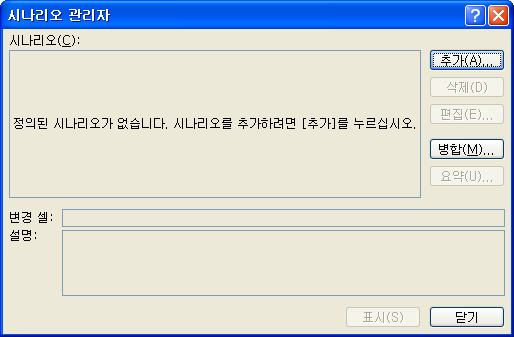 시나리오 관리자
시나리오(C):
정의된 시나리오가 없습니다. 시나리오를 추가하려면 [추가]를 누르십시오.
추가(A)...
삭제(D)
편집(E)...
병합(M)...
요약(U)...
변경 셀:
설명:
표시(S)
닫기